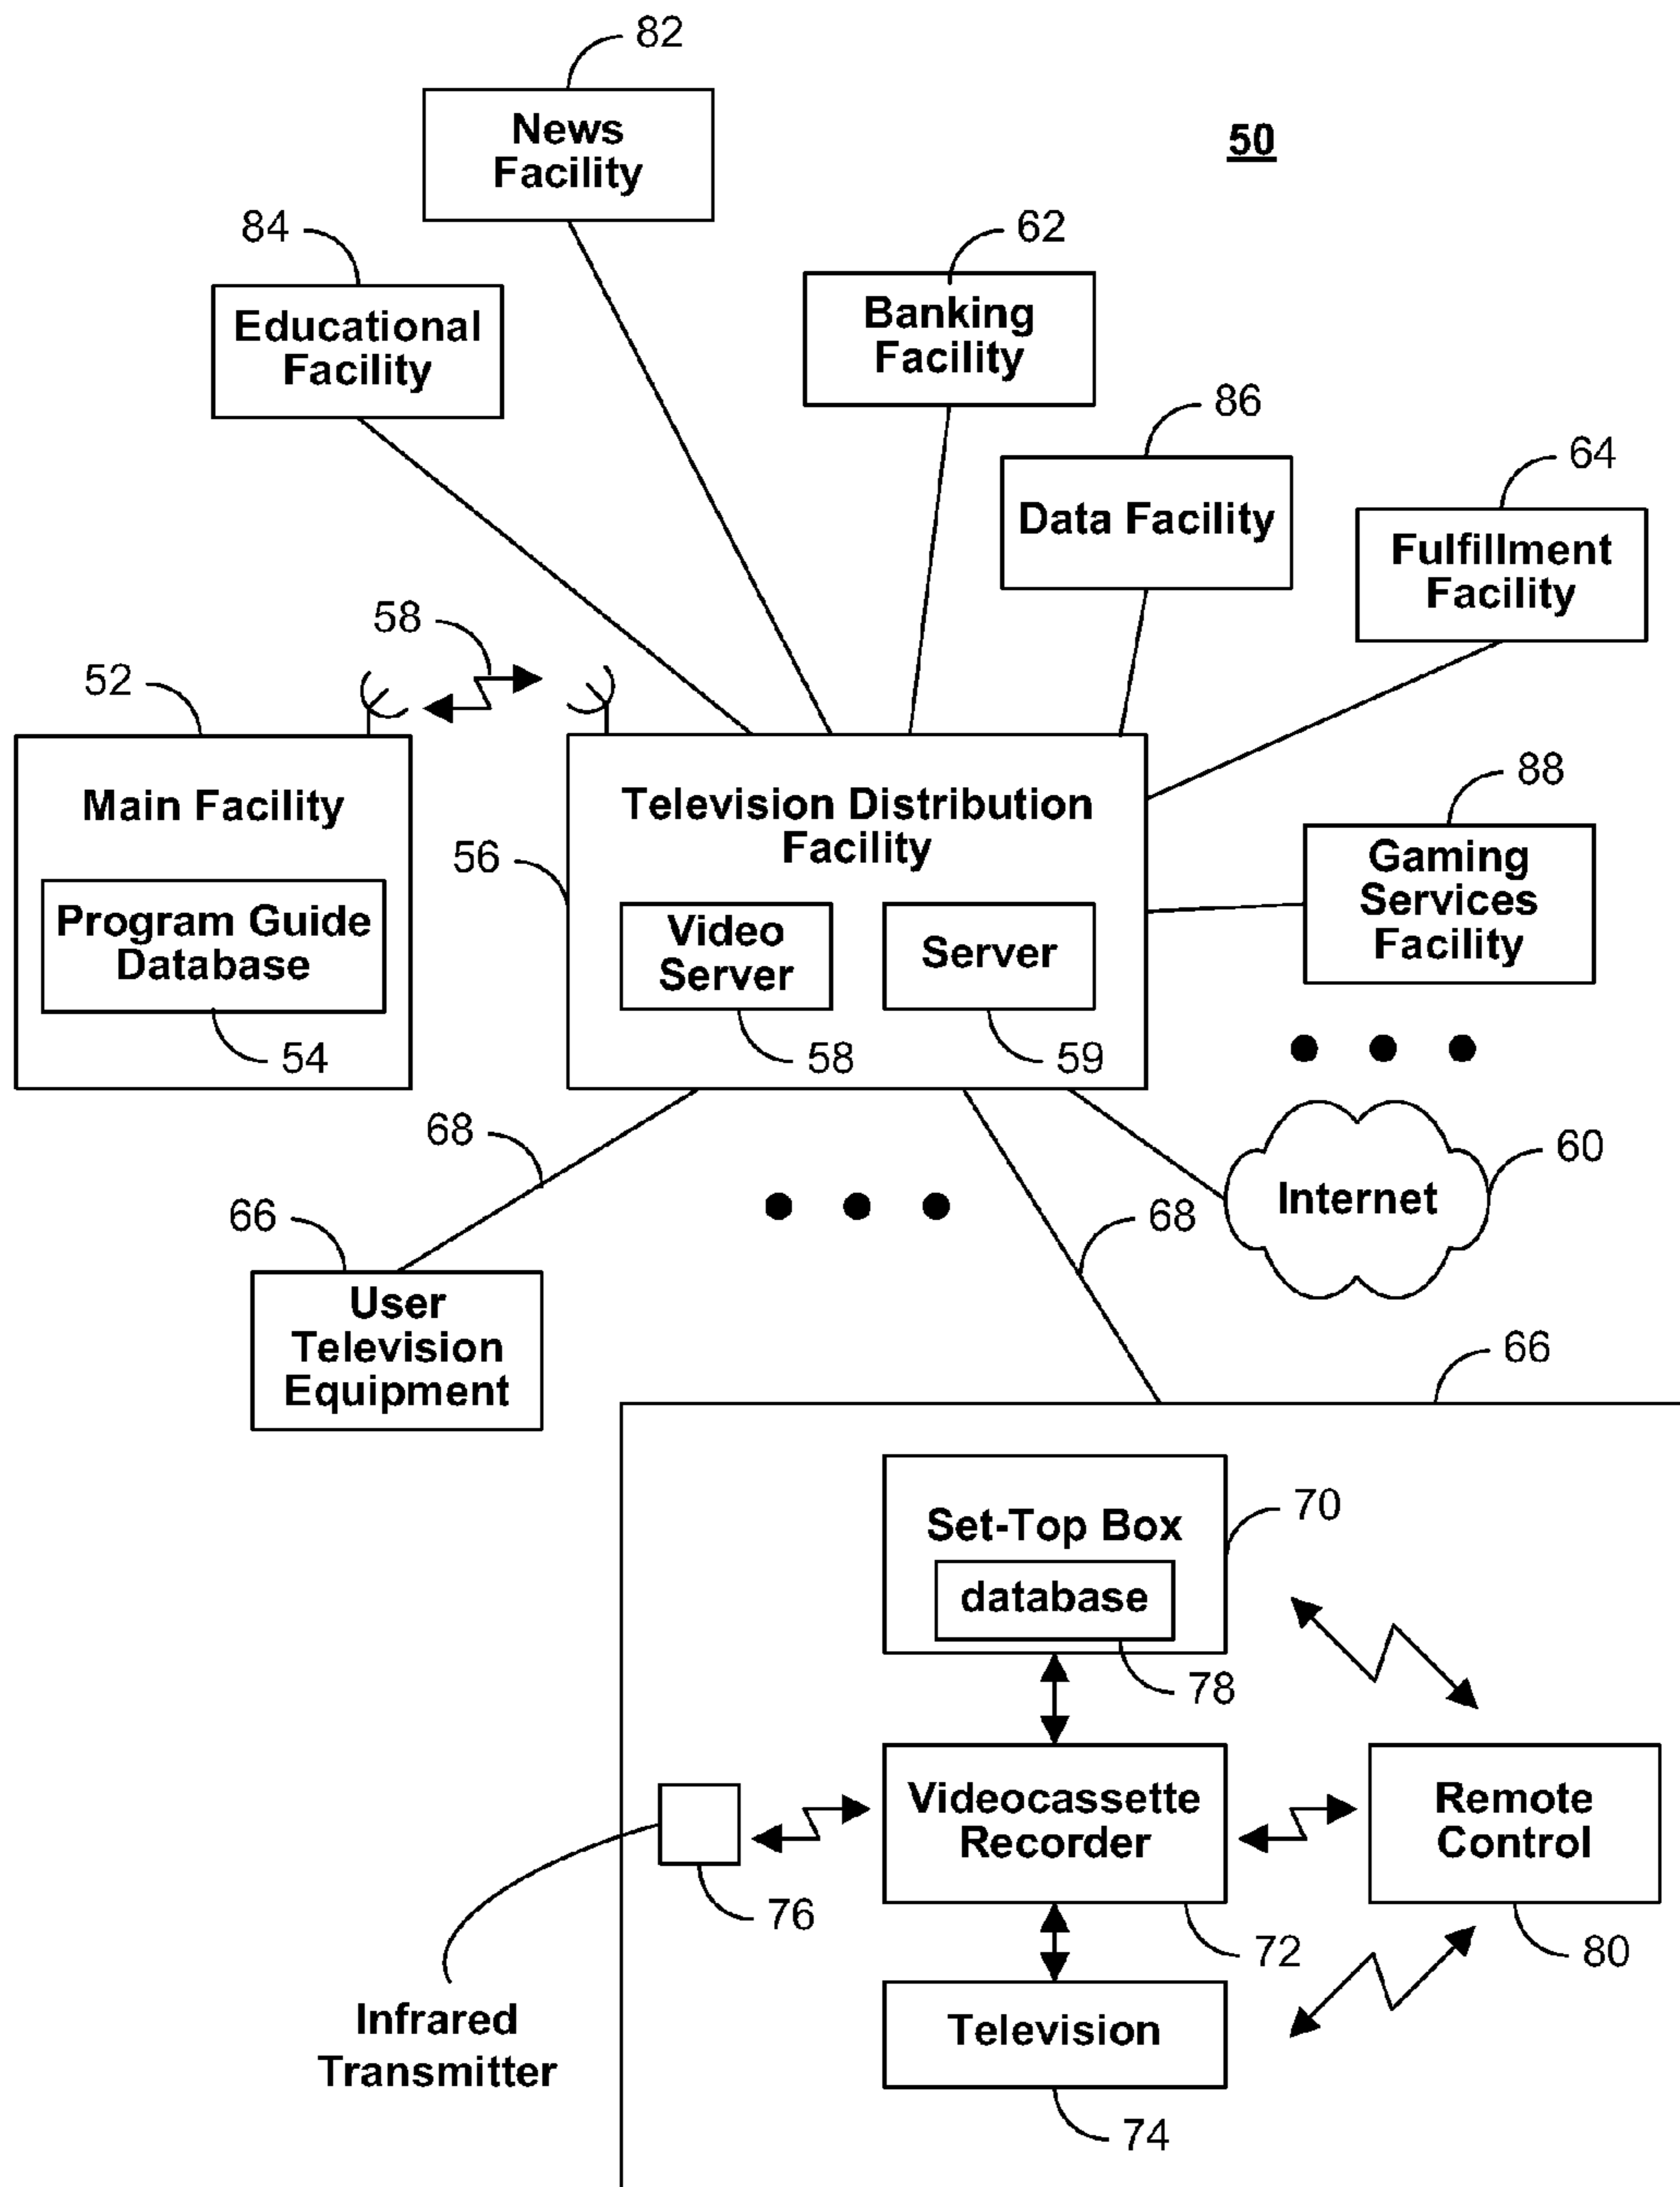 82
News
Facility
50
84
62
Educational
Facility
Banking
Facility
86
64
Data Facility
Fulfillment
Facility
58
52
Main Facility
Television Distribution
Facility
88
56
Gaming
Services
Facility
Program Guide
Database
Video
Server
Server
54
58
59
68
60
Internet
66
68
User
Television
Equipment
66
Set-Top Box
70
database
78
Videocassette
Recorder
Remote
Control
76
72
80
Infrared
Transmitter
Television
74